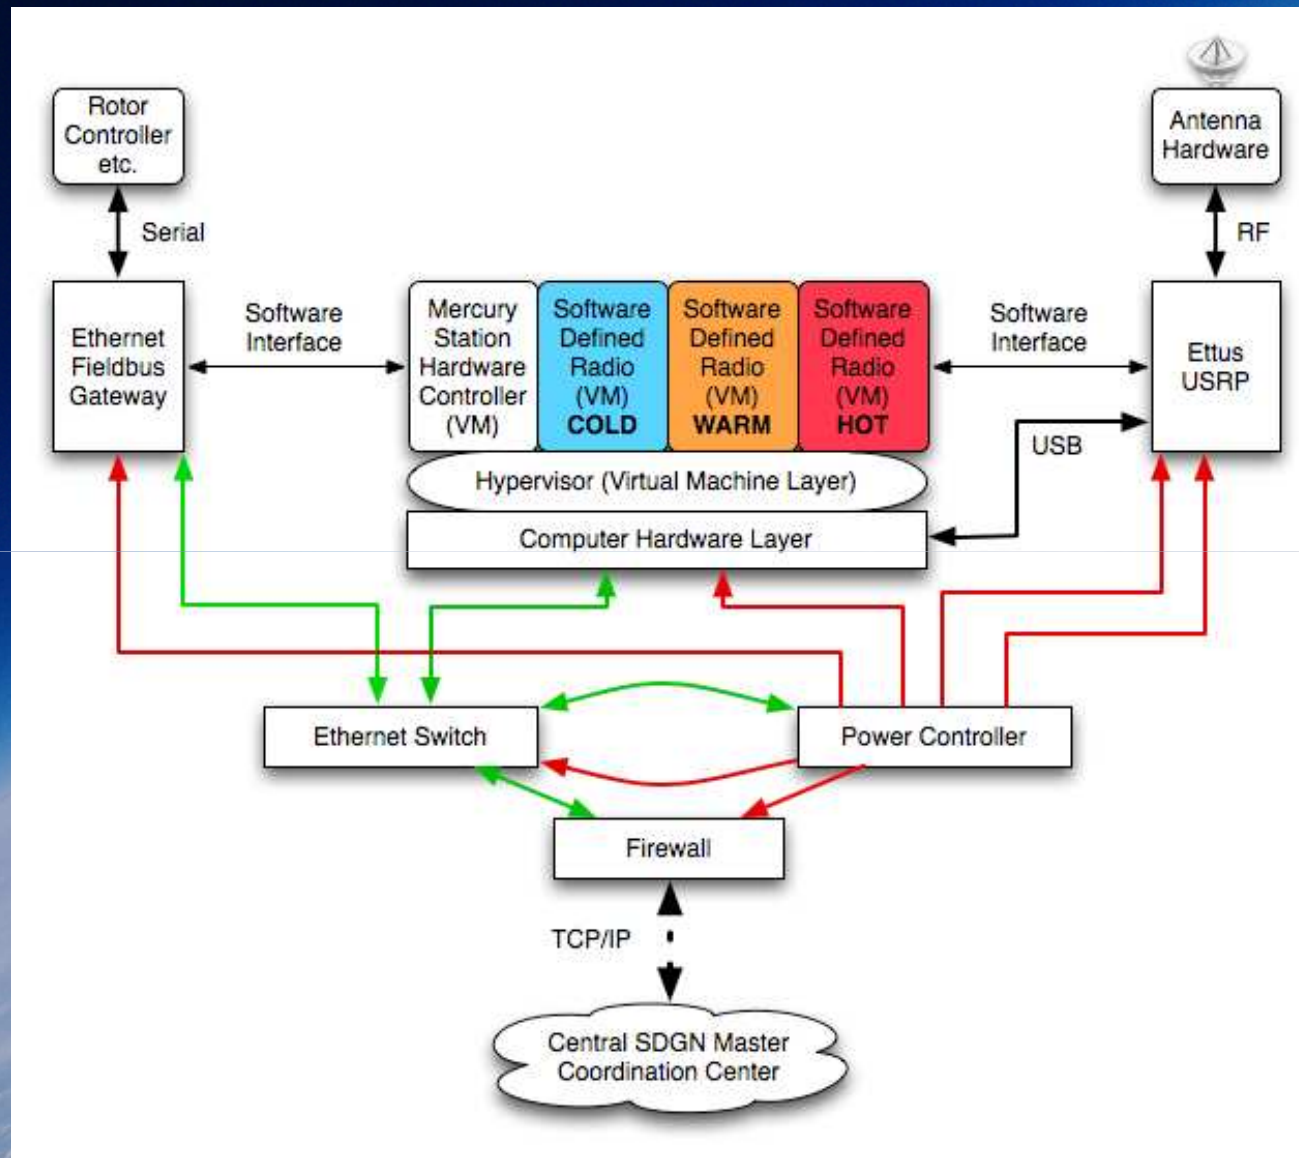 Rotor
Controller
etc.
Antenna
Hardware
Serial
RF
Ethernet
Fieldbus
Gateway
Software
Interface
Mercury
Station
Hardware
Controller
(VM)
Software
Defined
Radio
(VM)
COLD
Software
Defined
Radio
(VM)
WARM
Software
Defined
Radio
(VM)
HOT
Software
Interface
Ettus
USRP
USB
Hypervisor (Virtual Machine Layer)
Computer Hardware Layer
Ethernet Switch
Power Controller
Firewall
TCP/IP
Central SDGN Master
Coordination Center